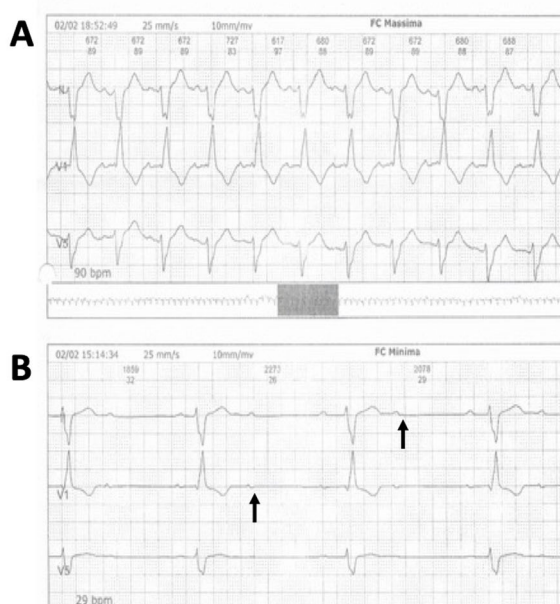 A
02/02 18:52:49 25 mm/s 10mm/mv FC Massima
672 672 672 727 617 680 672 672 680 688
89 89 89 83 97 88 89 89 88 87
V1
V5
90 bpm
B
02/02 15:14:34 25 mm/s 10mm/mv FC Minima
1859 2273 2078
32 26 29
V1
V5
29 bpm